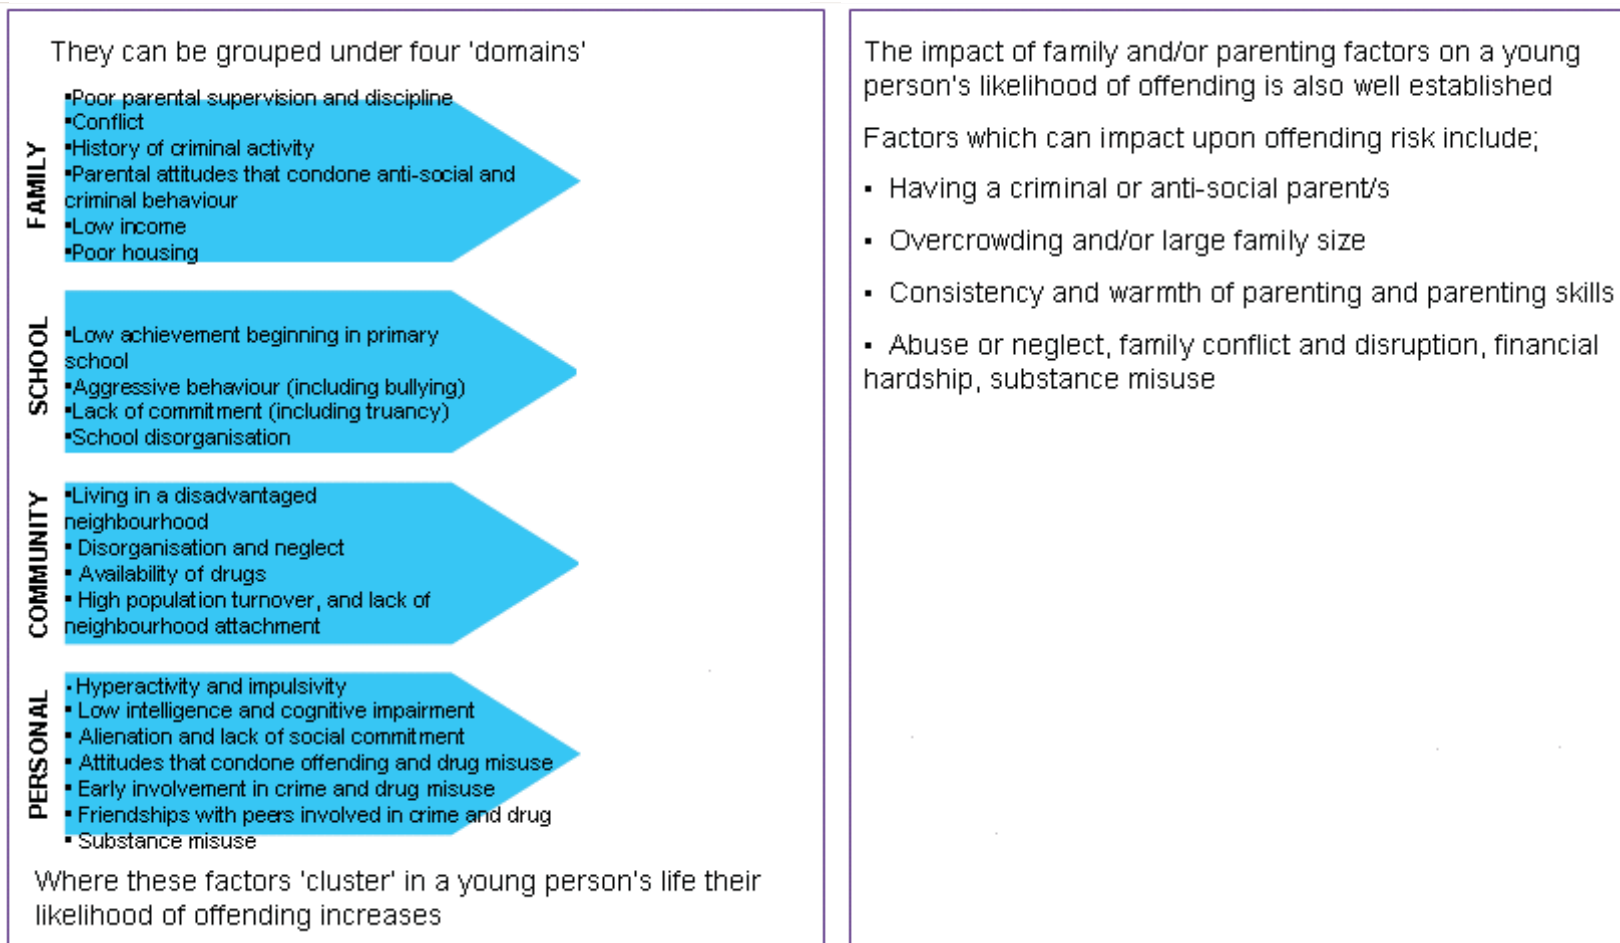 They can be grouped under four 'domains'
FAMILY
▪Poor parental supervision and discipline
▪Conflict
▪History of criminal activity
▪Parental attitudes that condone anti-social and
criminal behaviour
▪Low income
▪Poor housing
SCHOOL
▪Low achievement beginning in primary
school
▪Aggressive behaviour (including bullying)
▪Lack of commitment (including truancy)
▪School disorganisation
COMMUNITY
▪Living in a disadvantaged
neighbourhood
▪ Disorganisation and neglect
▪ Availability of drugs
▪ High population turnover, and lack of
neighbourhood attachment
PERSONAL
▪ Hyperactivity and impulsivity
▪ Low intelligence and cognitive impairment
▪ Alienation and lack of social commitment
▪ Attitudes that condone offending and drug misuse
▪ Early involvement in crime and drug misuse
▪ Friendships with peers involved in crime and drug
▪ Substance misuse
Where these factors 'cluster' in a young person's life their
likelihood of offending increases
The impact of family and/or parenting factors on a young
person's likelihood of offending is also well established
Factors which can impact upon offending risk include;
▪ Having a criminal or anti-social parent/s
▪ Overcrowding and/or large family size
▪ Consistency and warmth of parenting and parenting skills
▪ Abuse or neglect, family conflict and disruption, financial
hardship, substance misuse